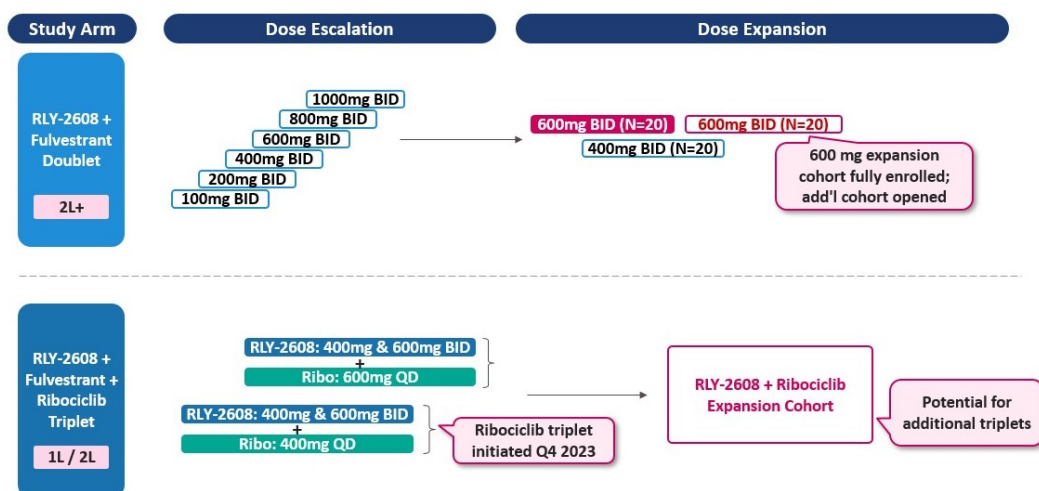 Study Arm
Dose Escalation
Dose Expansion
RLY-2608 +
Fulvestrant
Doublet
2L+
1000mg BID
800mg BID
600mg BID
400mg BID
200mg BID
100mg BID
600mg BID (N=20)
600mg BID (N=20)
400mg BID (N=20)
600 mg expansion
cohort fully enrolled;
add'l cohort opened
RLY-2608 +
Fulvestrant +
Ribociclib
Triplet
1L / 2L
RLY-2608: 400mg & 600mg BID
+
Ribo: 600mg QD
RLY-2608: 400mg & 600mg BID
+
Ribo: 400mg QD
Ribociclib triplet
initiated Q4 2023
RLY-2608 + Ribociclib
Expansion Cohort
Potential for
additional triplets